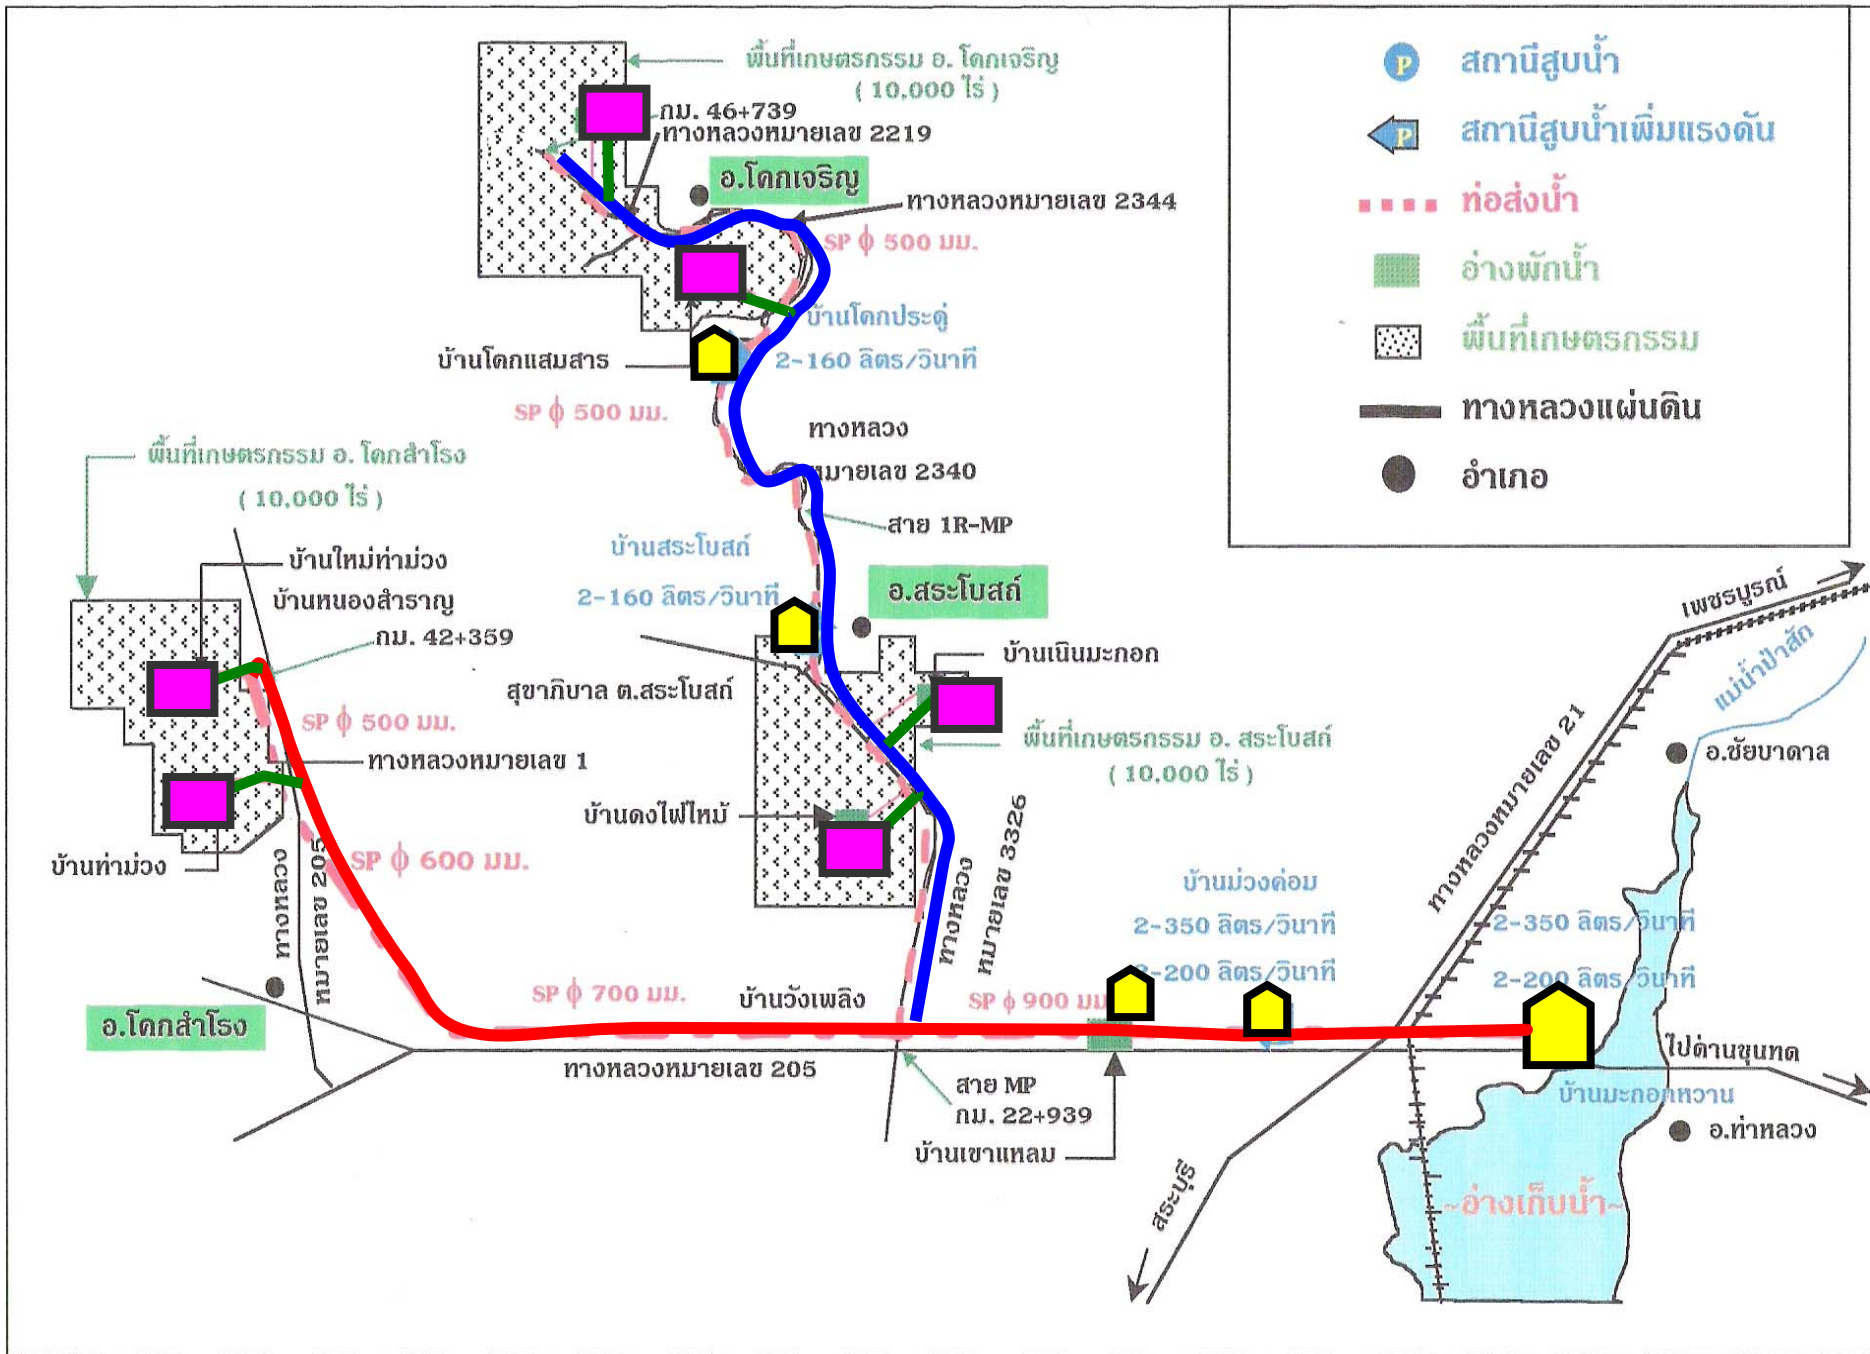 พื้นที่เกษตรกรรม อ. โคกเจริญ
( 10,000 ไร่ )
กม. 46+739
ทางหลวงหมายเลข 2219
อ.โคกเจริญ
ทางหลวงหมายเลข 2344
SP ϕ 500 มม.
บ้านโคกประดู่
2-160 ลิตร/วินาที
บ้านโคกแสมสาร
SP ϕ 500 มม.
ทางหลวง
หมายเลข 2340
สาย 1R-MP
P สถานีสูบน้ำ
P สถานีสูบน้ำเพิ่มแรงดัน
ท่อส่งน้ำ
อ่างพักน้ำ
พื้นที่เกษตรกรรม
ทางหลวงแผ่นดิน
อำเภอ
พื้นที่เกษตรกรรม อ. โคกสำโรง
( 10,000 ไร่ )
บ้านใหม่ท่าม่วง
บ้านหนองสำราญ
กม. 42+359
SP ϕ 500 มม.
ทางหลวงหมายเลข 1
บ้านท่าม่วง
SP ϕ 600 มม.
ทางหลวง
หมายเลข 205
อ.โคกสำโรง
บ้านสระโบสถ์
2-160 ลิตร/วินาที
อ.สระโบสถ์
สุขาภิบาล ต.สระโบสถ์
บ้านเนินมะกอก
พื้นที่เกษตรกรรม อ. สระโบสถ์
( 10,000 ไร่ )
บ้านดงไฟไหม้
ทางหลวง
หมายเลข 3326
บ้านม่วงค่อม
2-350 ลิตร/วินาที
2-200 ลิตร/วินาที
SP ϕ 700 มม.
บ้านวังเพลิง
SP ϕ 900 มม
ทางหลวงหมายเลข 205
สาย MP
กม. 22+939
บ้านเขาแหลม
เพชรบูรณ์
แม่น้ำป่าสัก
ทางหลวงหมายเลข 21
อ.ชัยบาดาล
2-350 ลิตร/วินาที
2-200 ลิตร/วินาที
ไปด่านขุนทด
บ้านมะกอกหวาน
อ.ท่าหลวง
สระบุรี
~อ่างเก็บน้ำ~